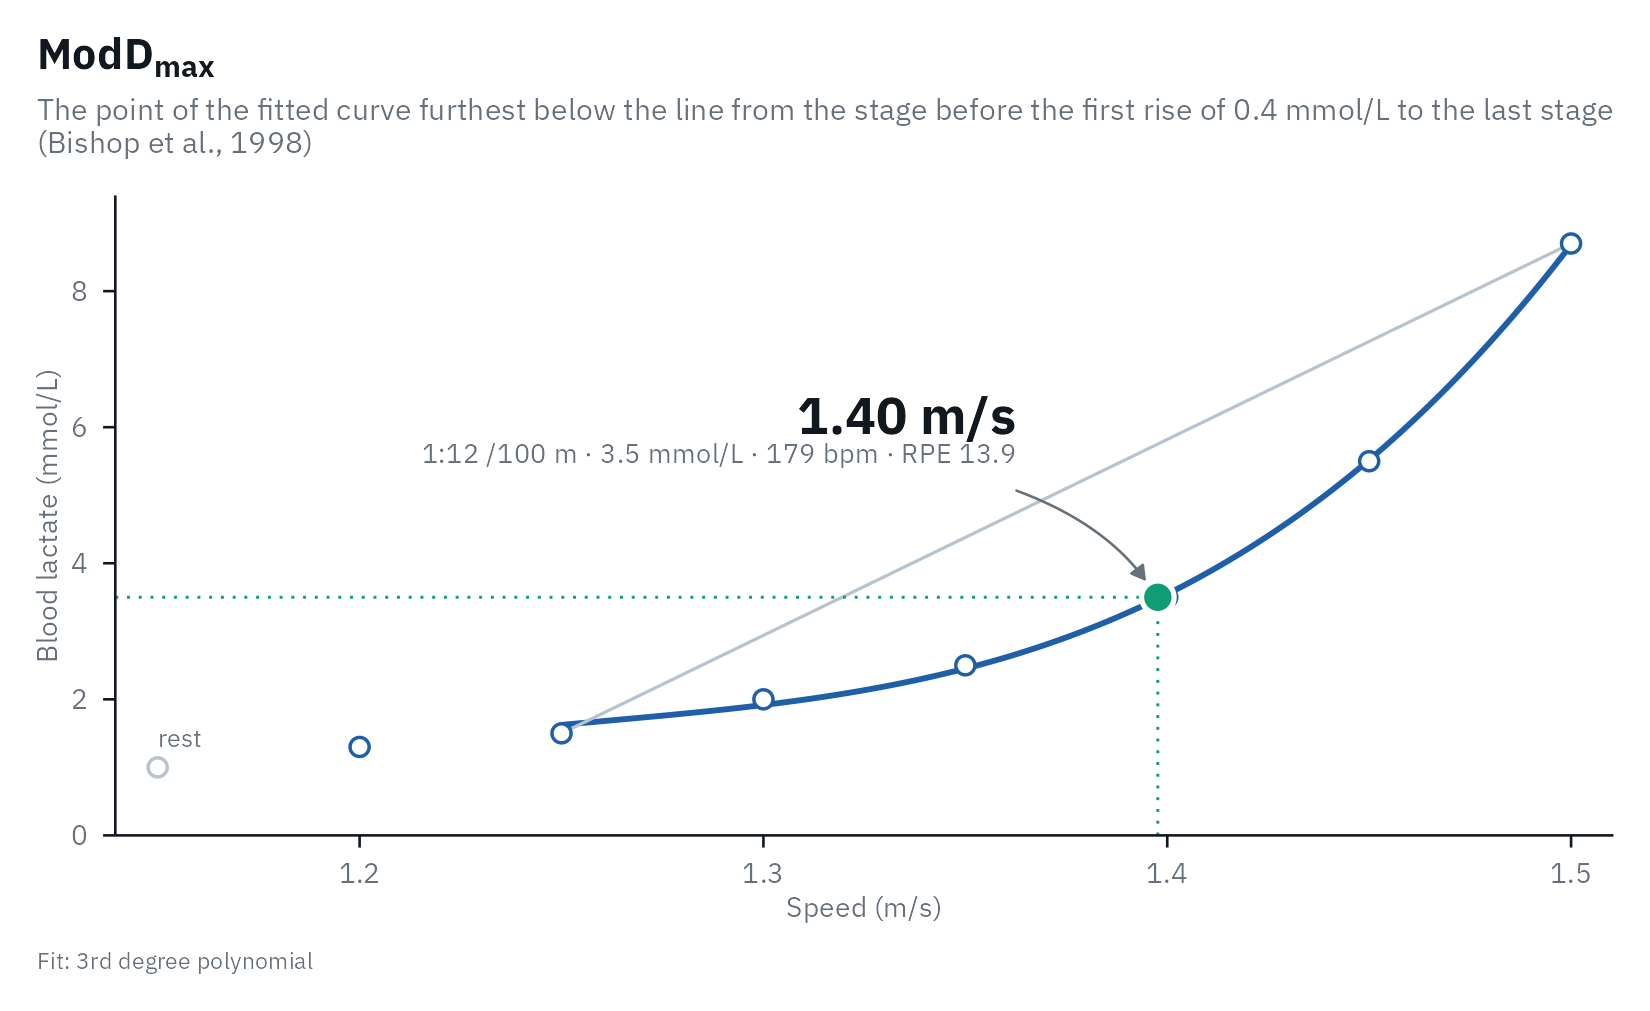 ModDmax
The point of the fitted curve furthest below the line from the stage before the first rise of 0.4 mmol/L to the last stage
(Bishop et al., 1998)
Blood lactate (mmol/L)
8
6
4
2
0
1.40 m/s
1:12 /100 m · 3.5 mmol/L · 179 bpm · RPE 13.9
rest
1.2
1.3
1.4
1.5
Speed (m/s)
Fit: 3rd degree polynomial